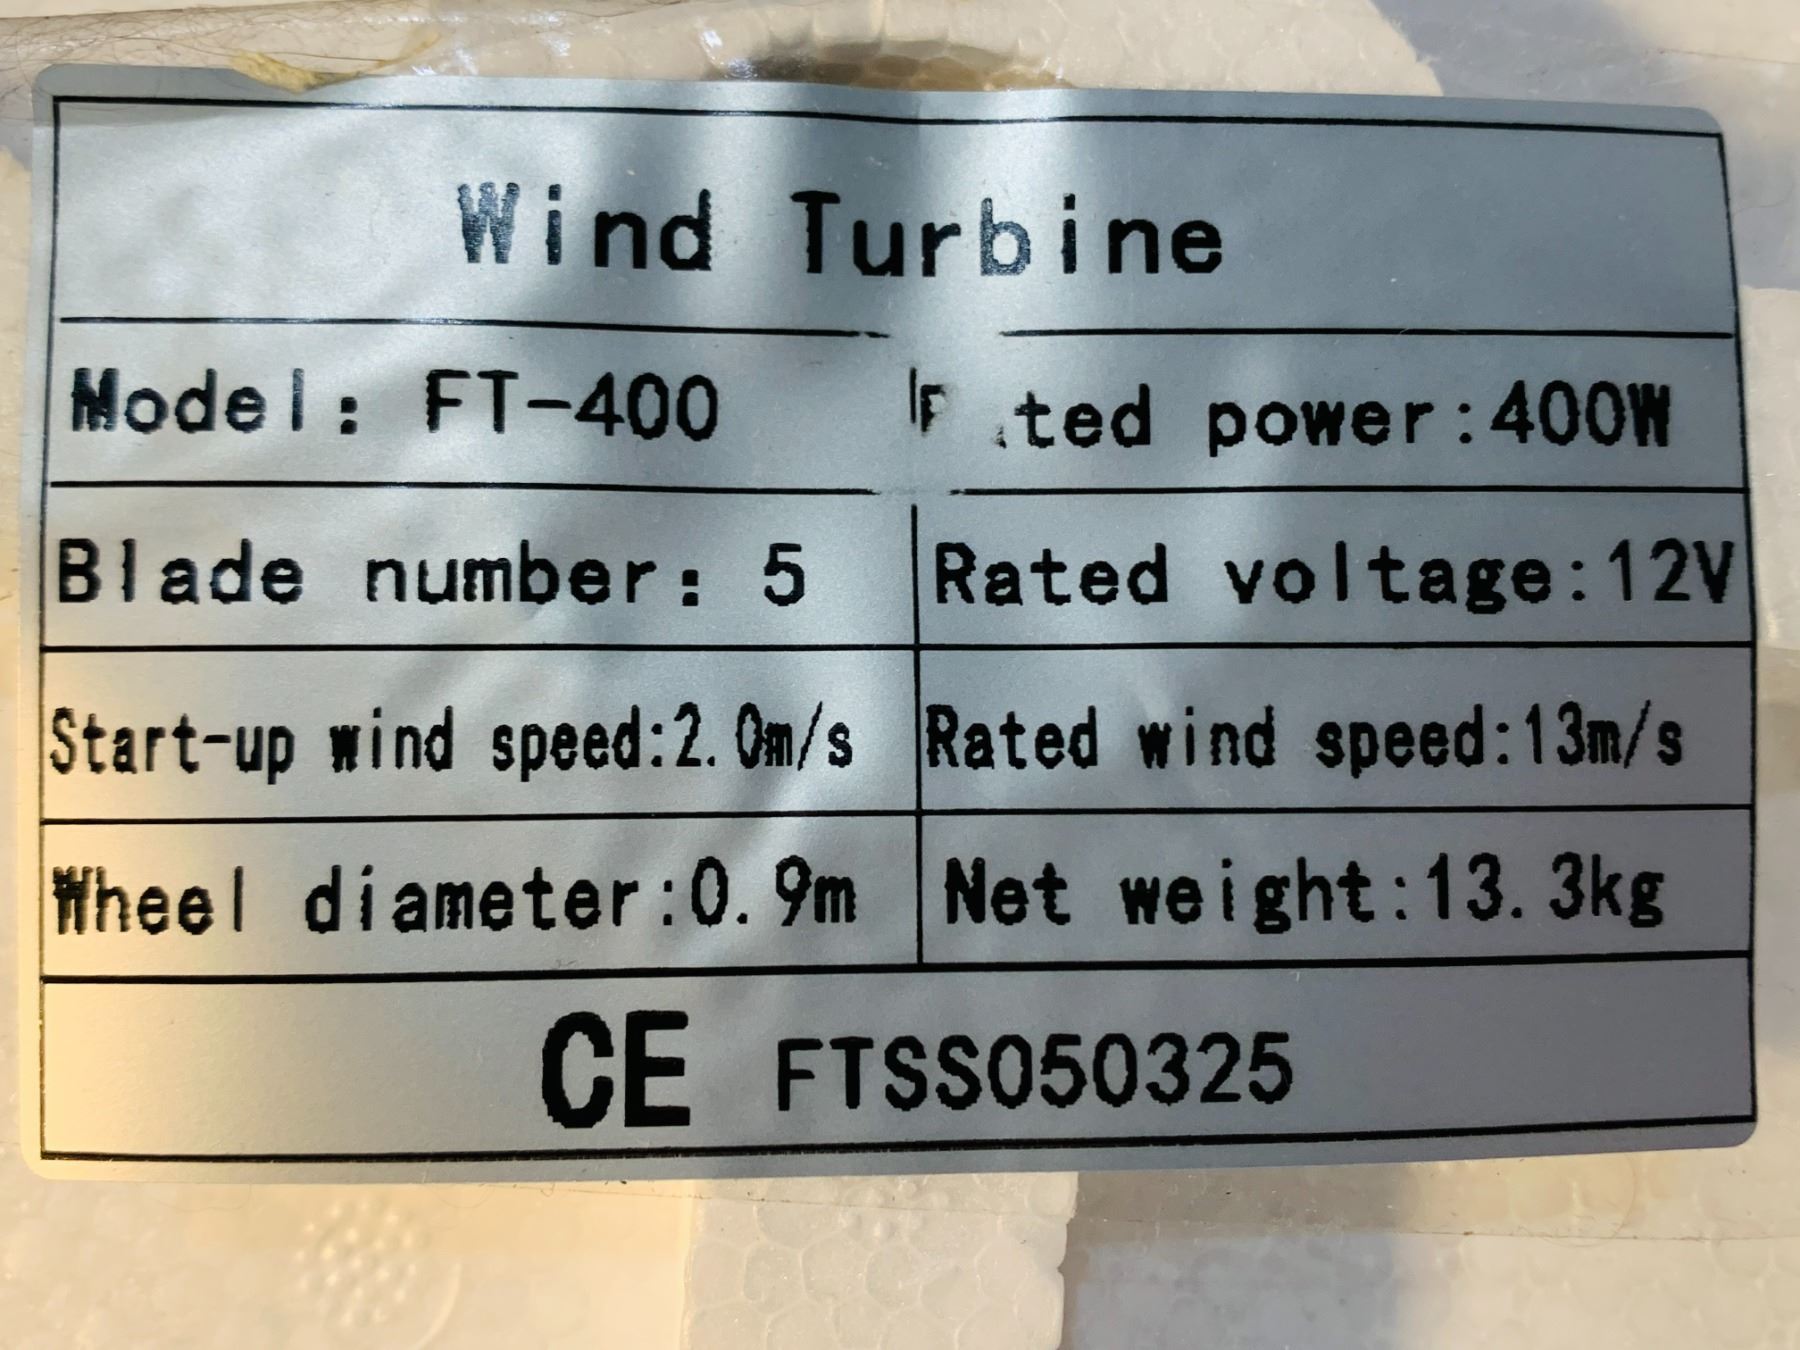 Wind Turbine
Model: FT-400
ted power:400W
Blade number: 5
Rated voltage:12V
Start-up wind speed:2.0m/s
Rated wind speed:13m/s
Wheel diameter:0.9m
Net weight:13.3kg
CE FTSS050325